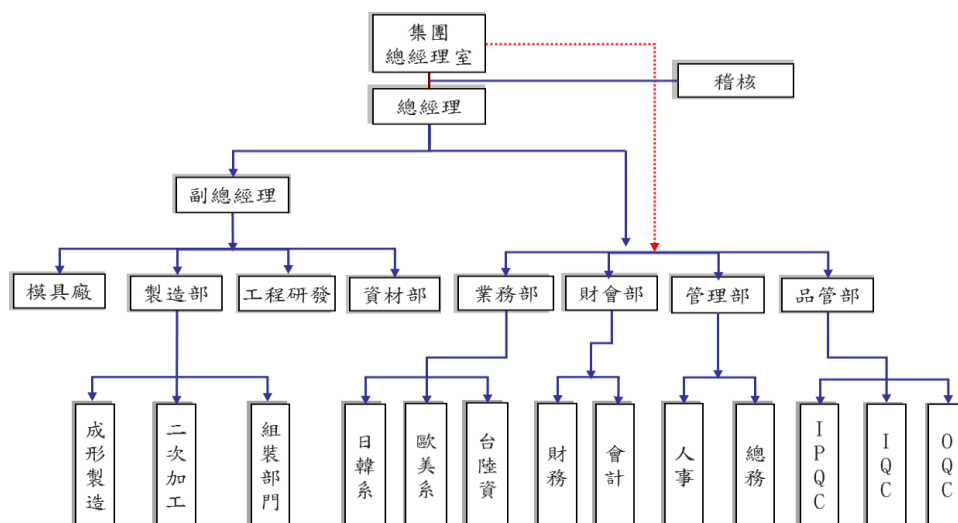 集團
總經理室
稽核
總經理
副總經理
模具廠
製造部
工程研發
資材部
業務部
財會部
管理部
品管部
成形製造
二次加工
組裝部門
日韓系
歐美系
台陸資
財務
會計
人事
總務
IPQC
IQC
OQC